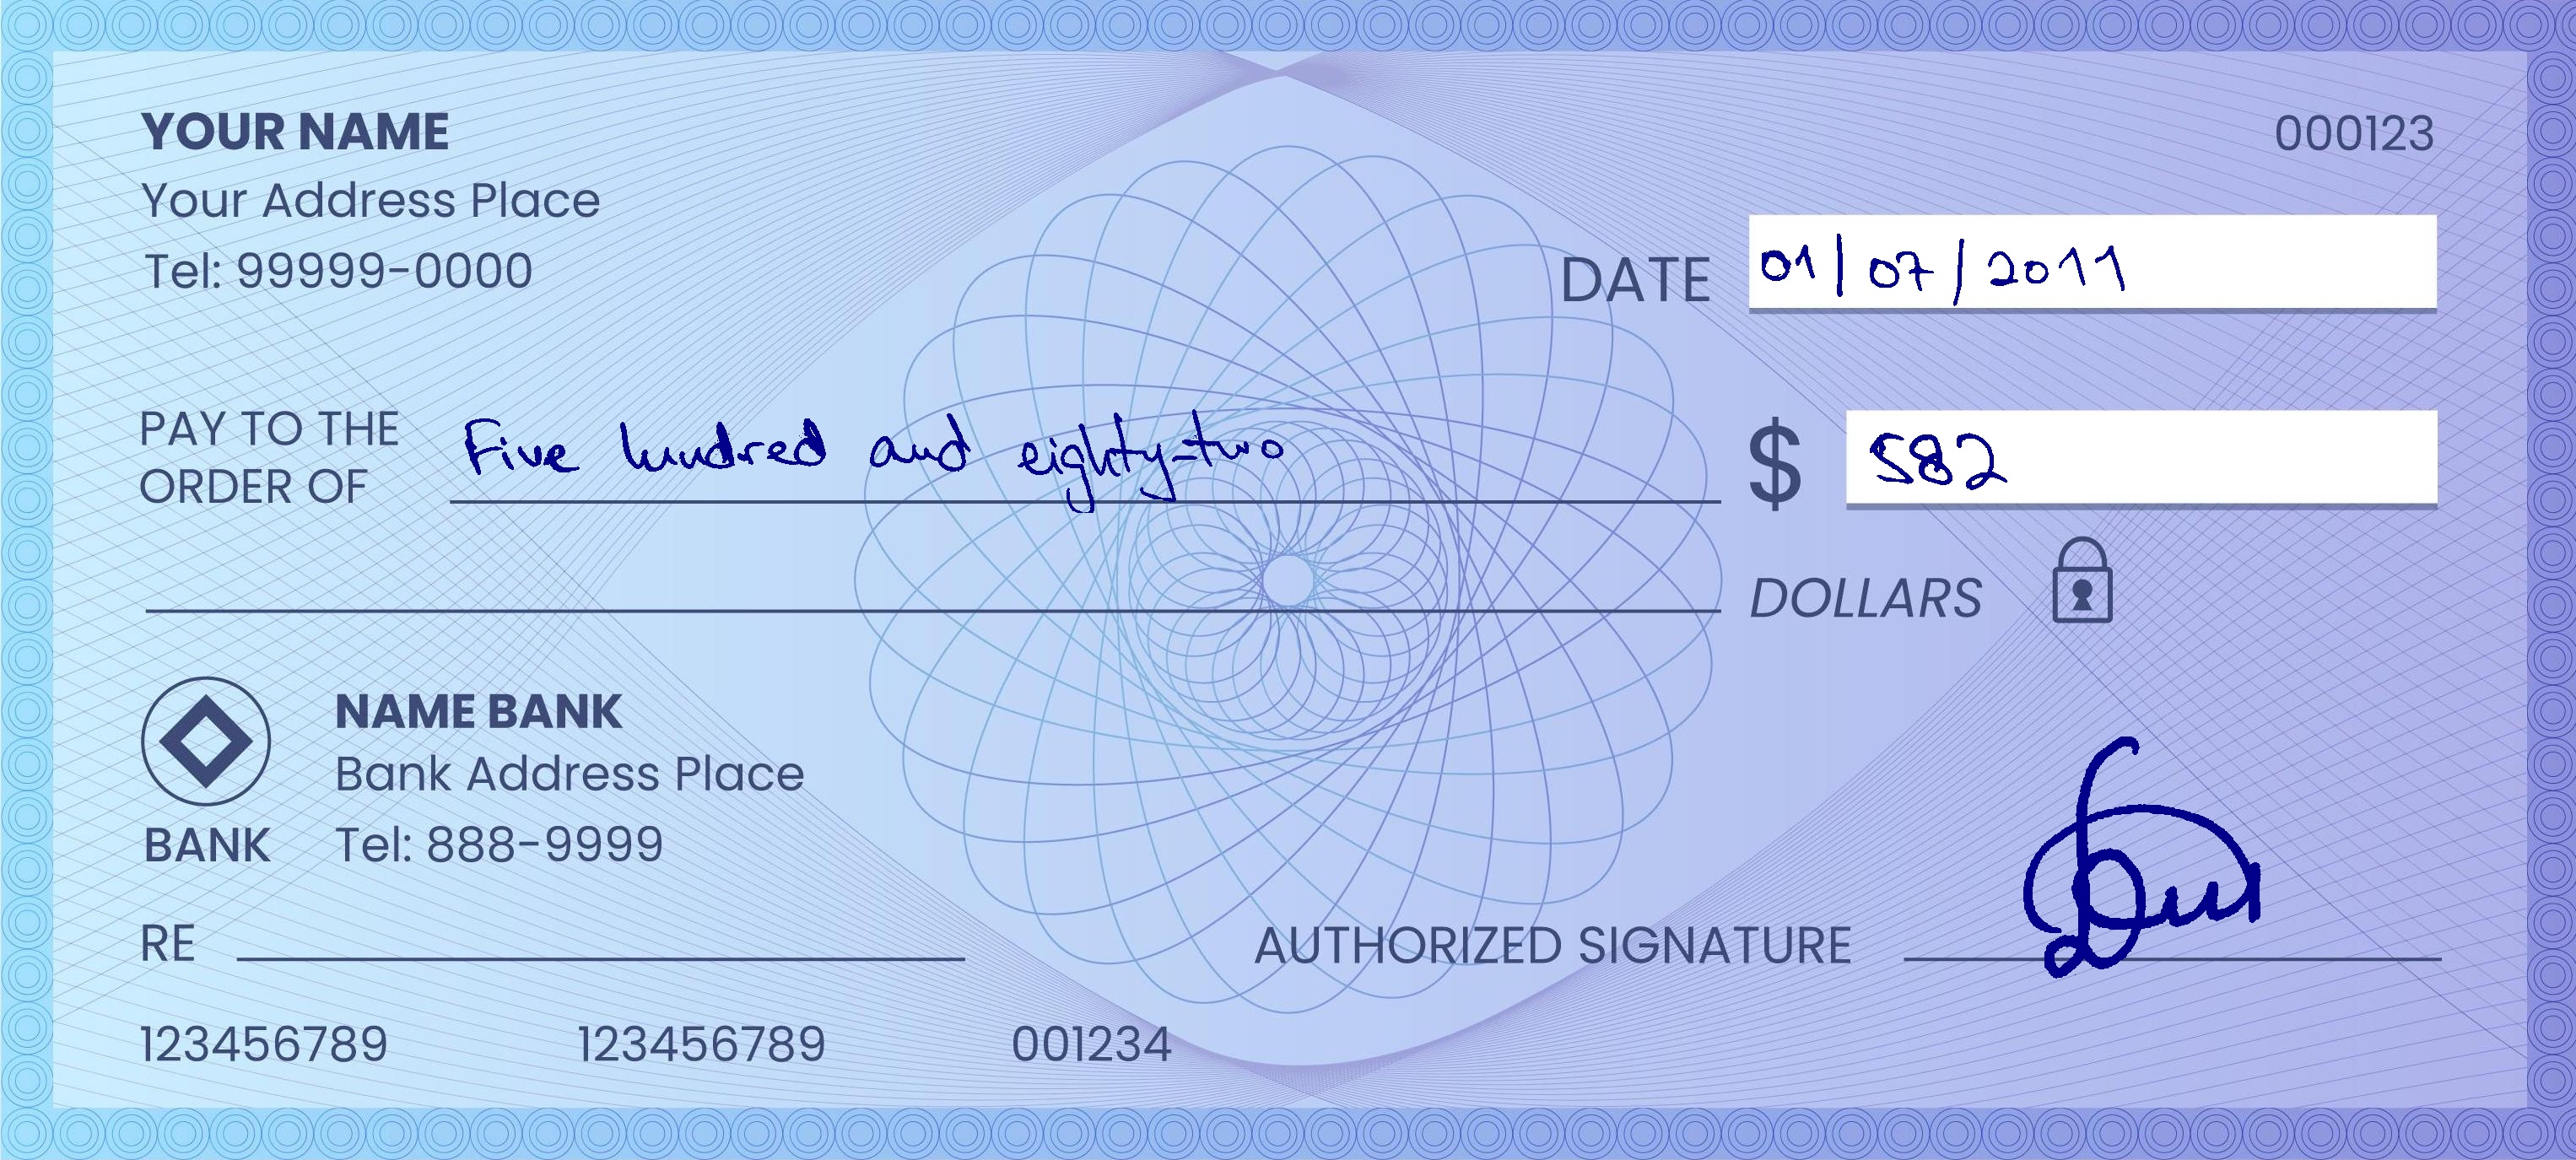 YOUR NAME
000123
Your Address Place
Tel: 99999-0000
DATE 01/07/2011
PAY TO THE
ORDER OF Five hundred and eighty-two $ 582
DOLLARS
NAME BANK
Bank Address Place
BANK Tel: 888-9999
RE
AUTHORIZED SIGNATURE
123456789 123456789 001234